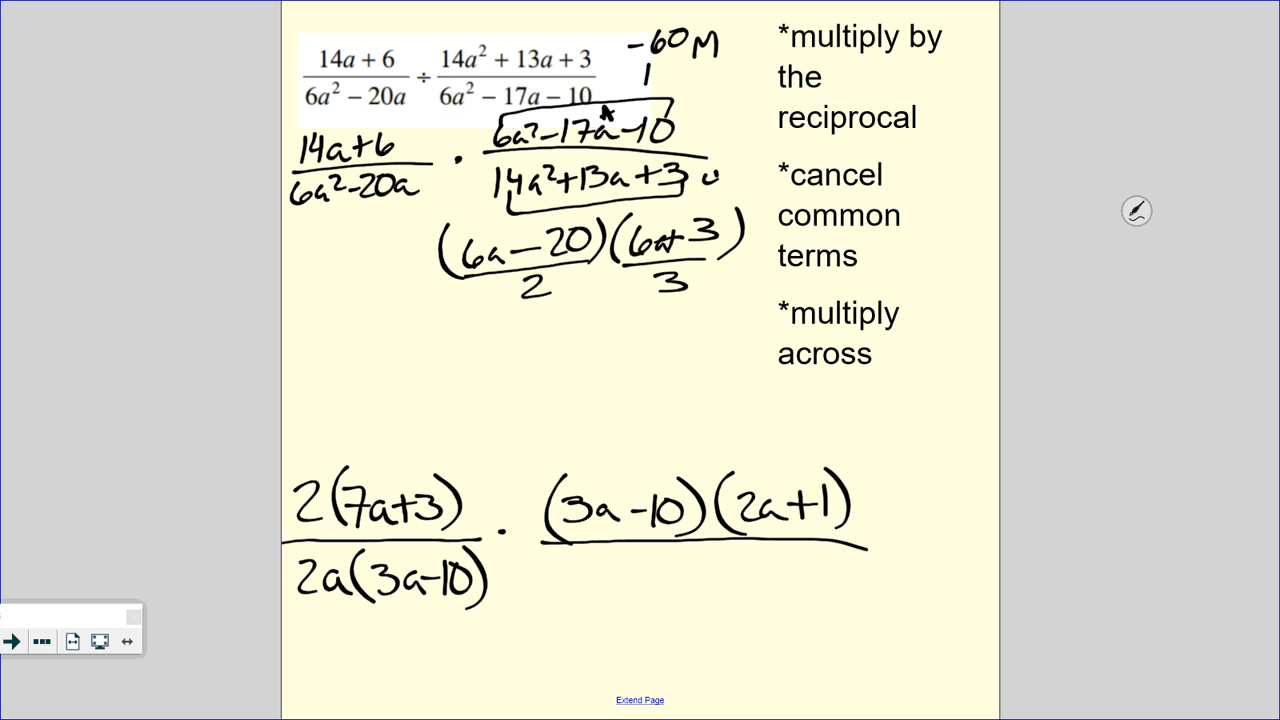 14a + 6 / 6a² − 20a ÷ 14a² + 13a + 3 / 6a² − 17a − 10
-60 M
1
14a+6 / 6a²-20a · 6a²-17a-10 / 14a²+13a+3
(6a-20 / 2)(6a+3 / 3)
2(7a+3) / 2a(3a-10) · (3a-10)(2a+1)
*multiply by
the
reciprocal
*cancel
common
terms
*multiply
across
Extend Page